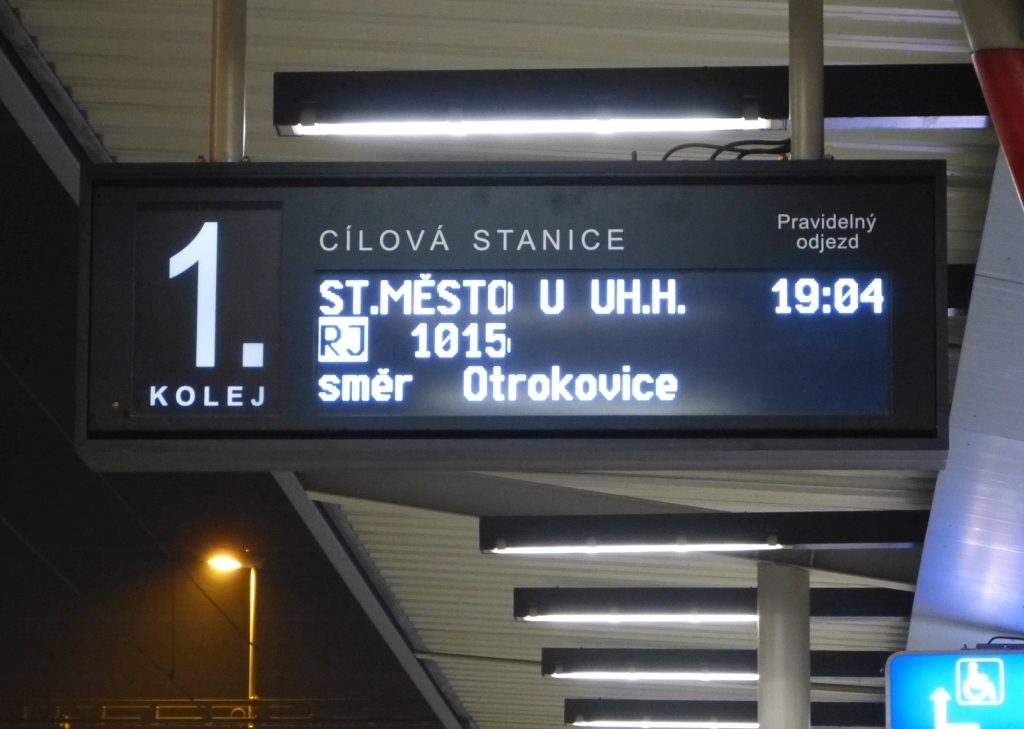 1.
KOLEJ
CÍLOVÁ STANICE
Pravidelný
odjezd
ST.MĚSTO U UH.H. 19:04
RJ 1015
směr Otrokovice